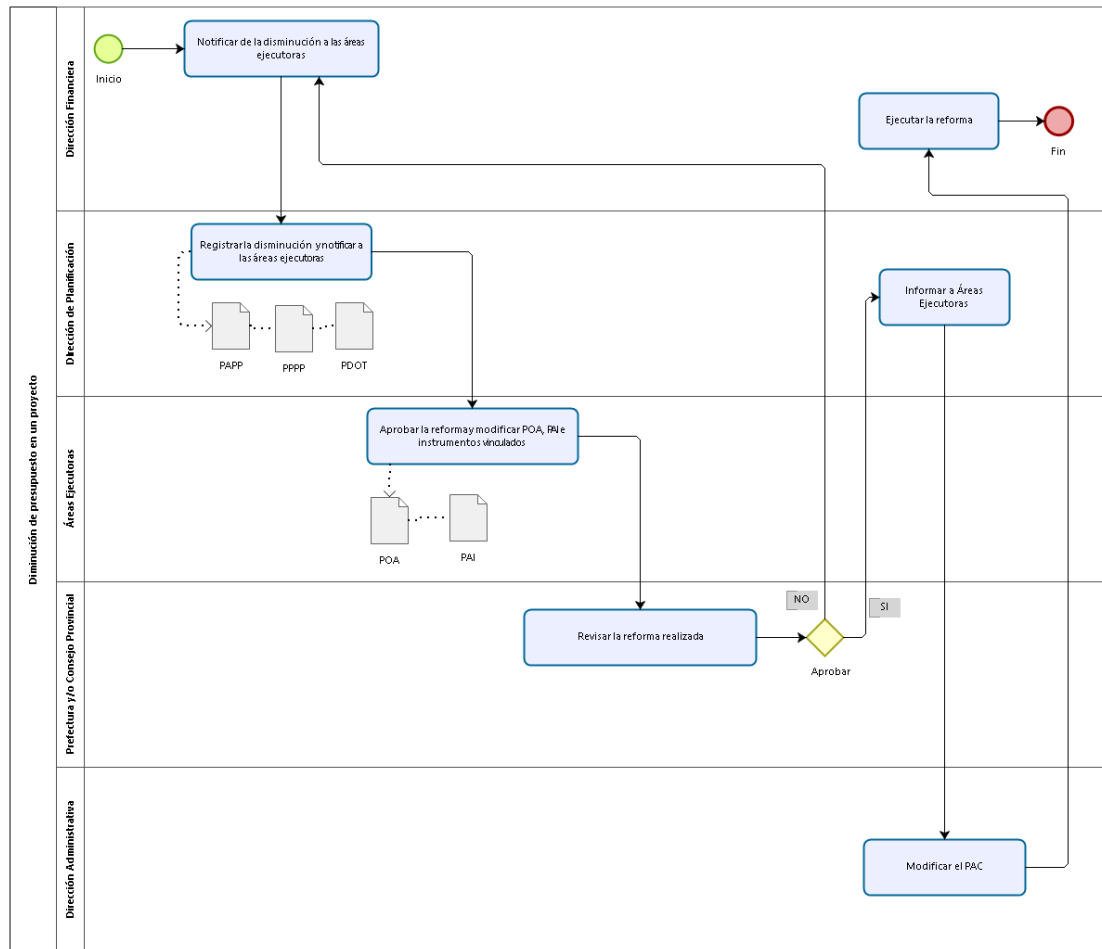 Diminución de presupuesto en un proyecto
Dirección Financiera
Inicio
Notificar de la disminución a las áreas
ejecutoras
Ejecutar la reforma
Fin
Dirección de Planificación
Registrar la disminución y notificar a
las áreas ejecutoras
PAPP
PPPP
PDOT
Informar a Áreas
Ejecutoras
Áreas Ejecutoras
Aprobar la reforma y modificar POA, PAI e
instrumentos vinculados
POA
PAI
Prefectura y/o Consejo Provincial
Revisar la reforma realizada
NO
SI
Aprobar
Dirección Administrativa
Modificar el PAC